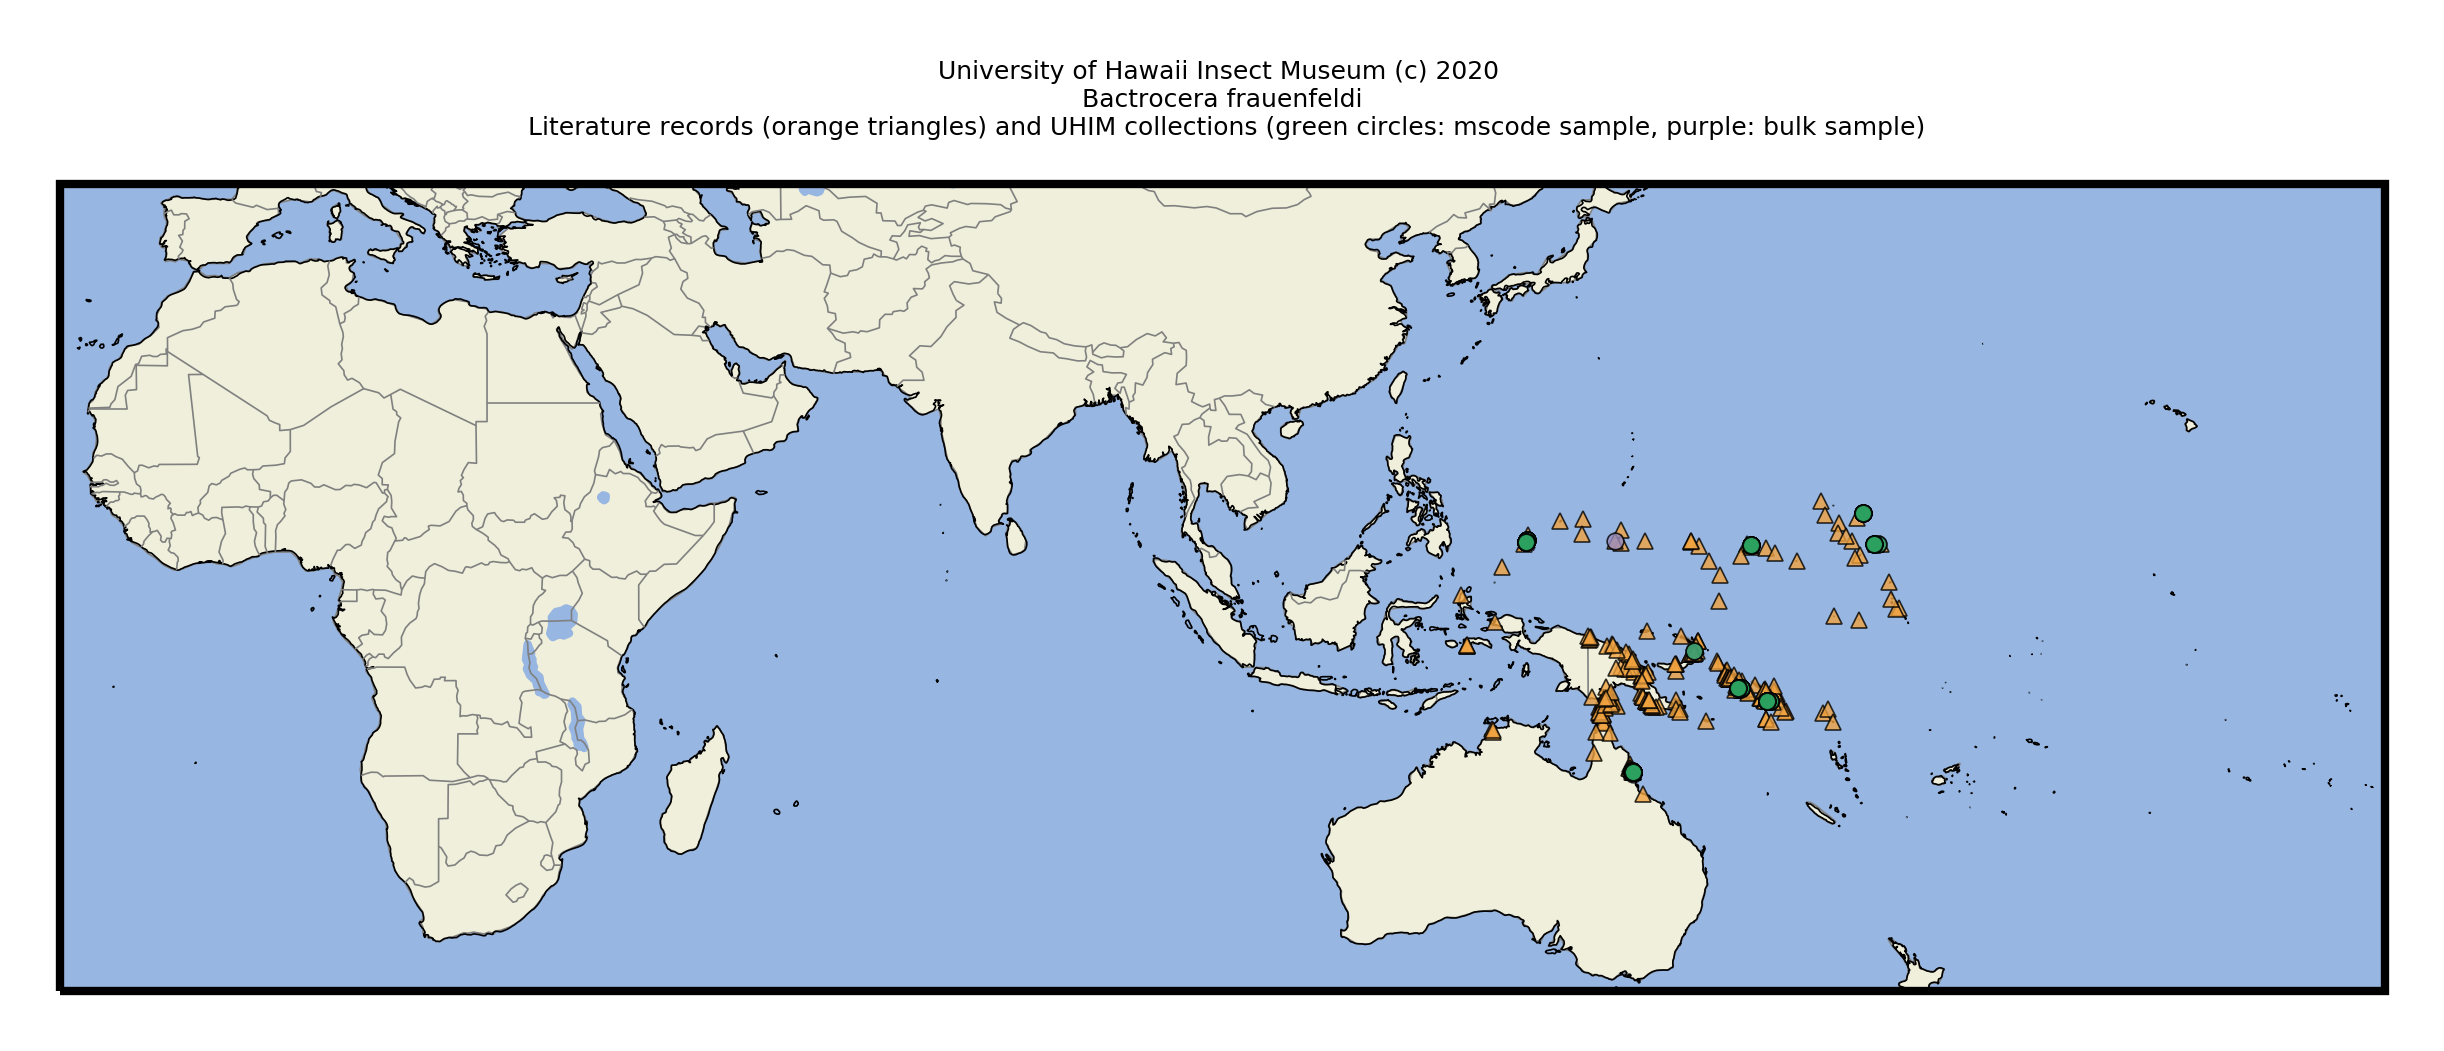 University of Hawaii Insect Museum (c) 2020
Bactrocera frauenfeldi
Literature records (orange triangles) and UHIM collections (green circles: mscode sample, purple: bulk sample)